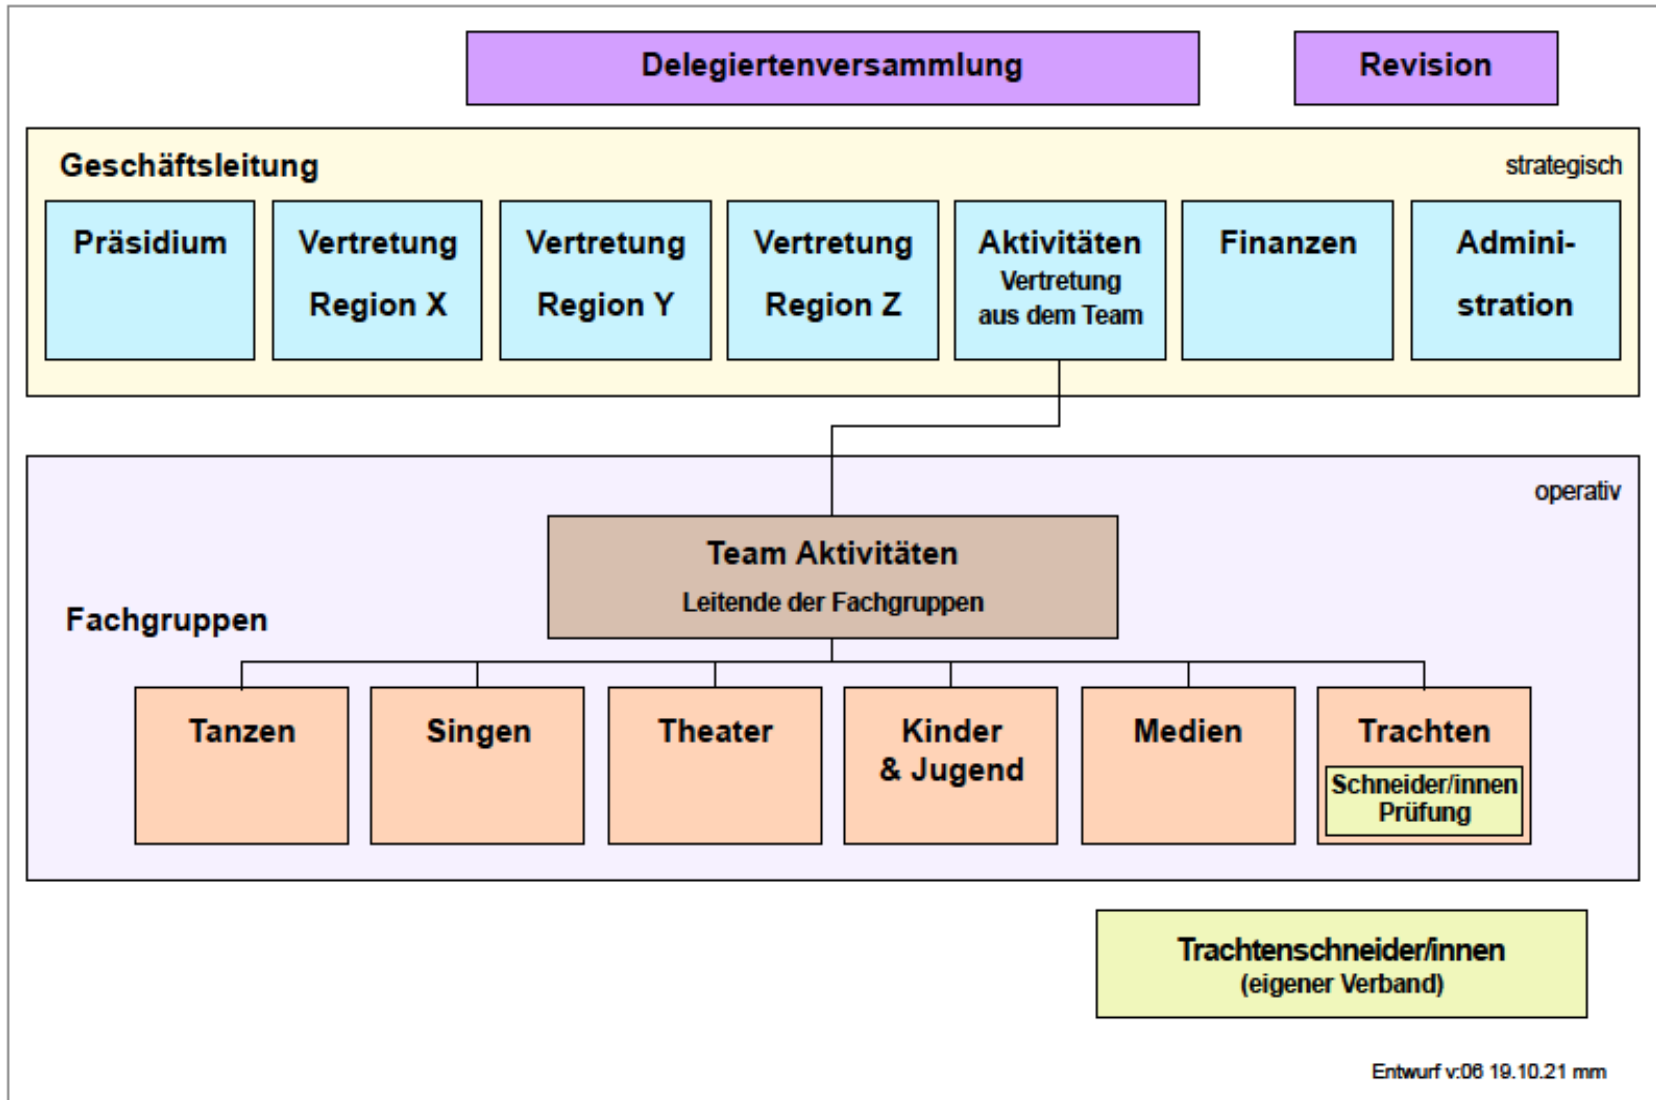 Delegiertenversammlung
Revision
Geschäftsleitung
strategisch
Präsidium
Vertretung
Region X
Vertretung
Region Y
Vertretung
Region Z
Aktivitäten
Vertretung
aus dem Team
Finanzen
Admini-
stration
operativ
Team Aktivitäten
Leitende der Fachgruppen
Fachgruppen
Tanzen
Singen
Theater
Kinder
& Jugend
Medien
Trachten
Schneider/innen
Prüfung
Trachtenschneider/innen
(eigener Verband)
Entwurf v:06 19.10.21 mm